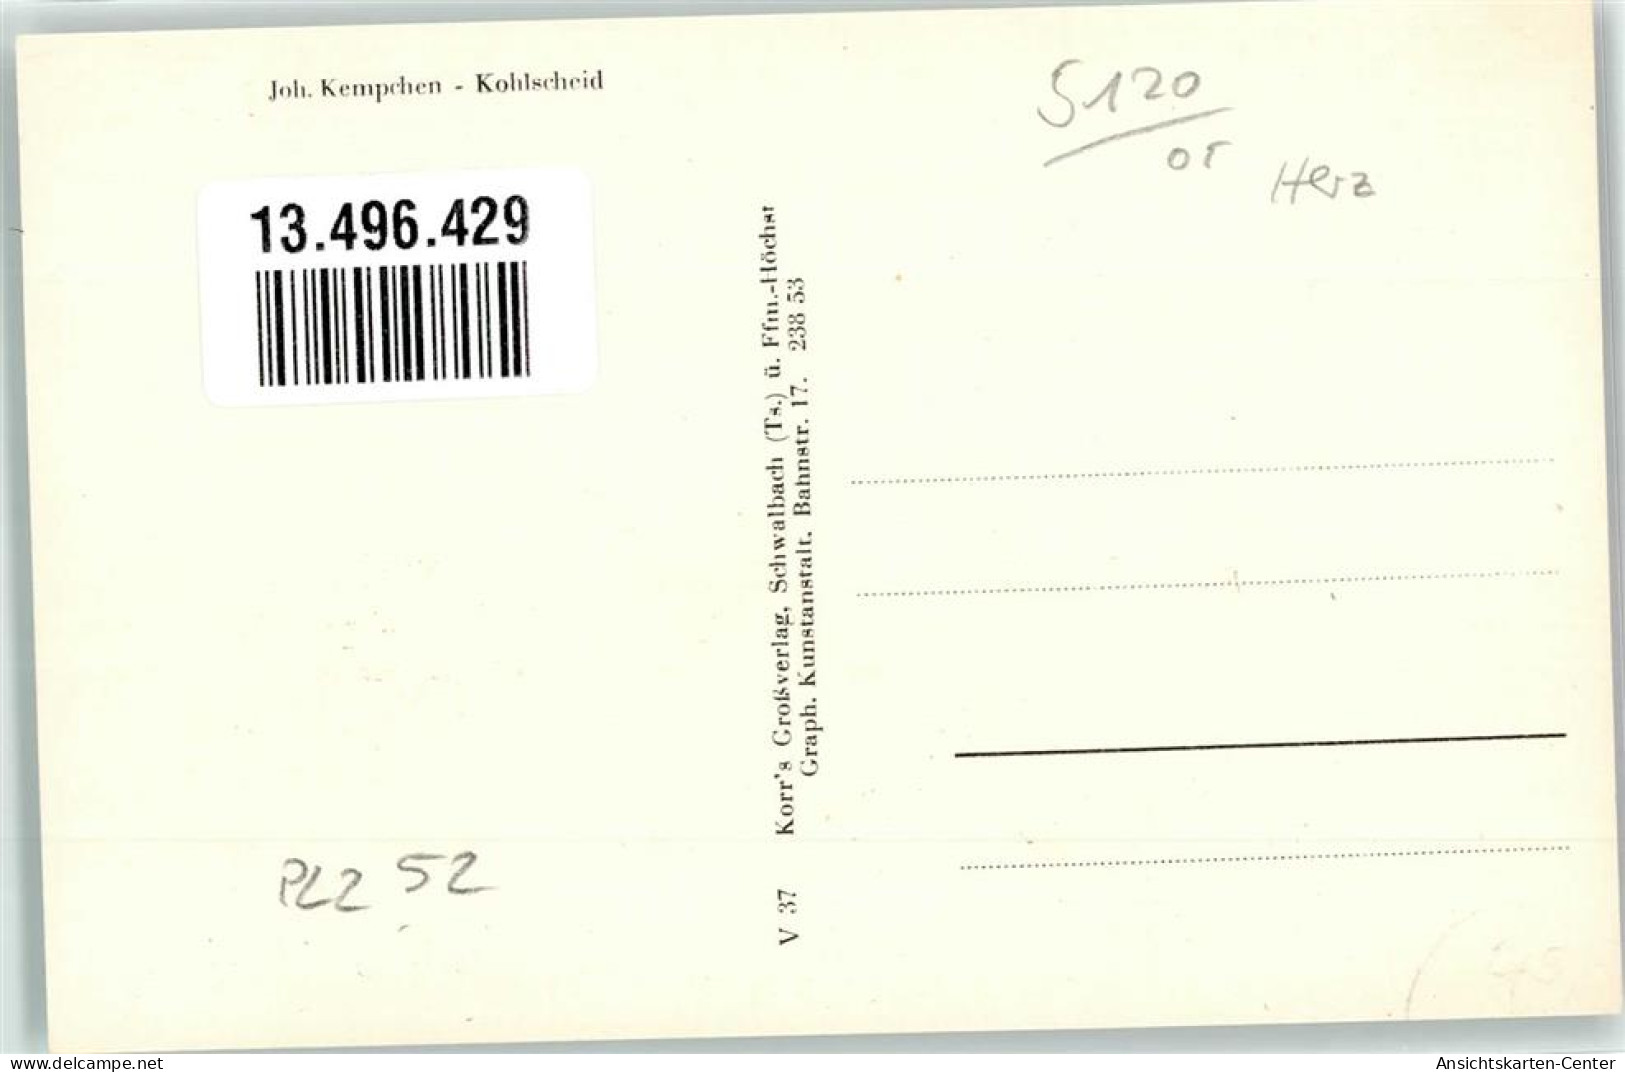 Joh. Kempchen - Kohlscheid
13.496.429
5120
or
Herz
V 37 Korr's Großverlag, Schwalbach (Ts.) ü. Ffm.-Höchst
Graph. Kunstanstalt. Bahnstr. 17. 238 53
PLZ 52
delcampe.net
Ansichtskarten-Center